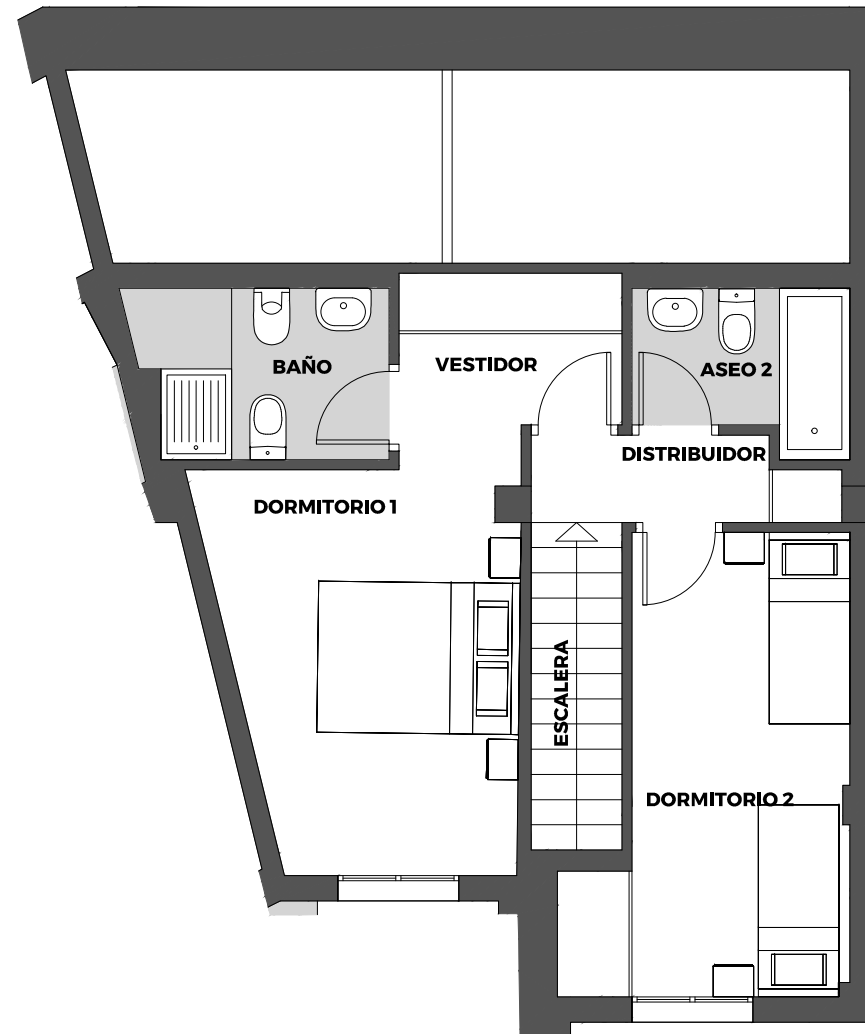 BAÑO
VESTIDOR
ASEO 2
DISTRIBUIDOR
DORMITORIO 1
ESCALERA
DORMITORIO 2